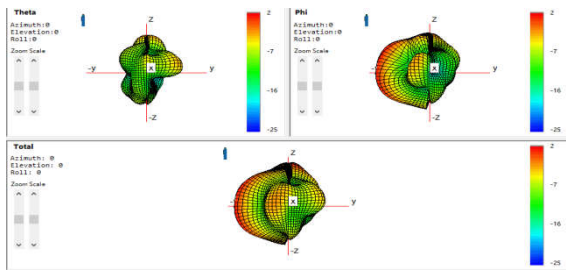 Theta
Azimuth:0
Elevation:0
Roll:0
Zoom Scale
z
-y
x
y
-Z
2
-7
-16
-25
Phi
Azimuth:0
Elevation:0
Roll:0
Zoom Scale
Z
x
y
-Z
2
-7
-16
-25
Total
Azimuth: 0
Elevation: 0
Roll: 0
Zoom Scale
Z
x
y
-Z
2
-7
-16
-25